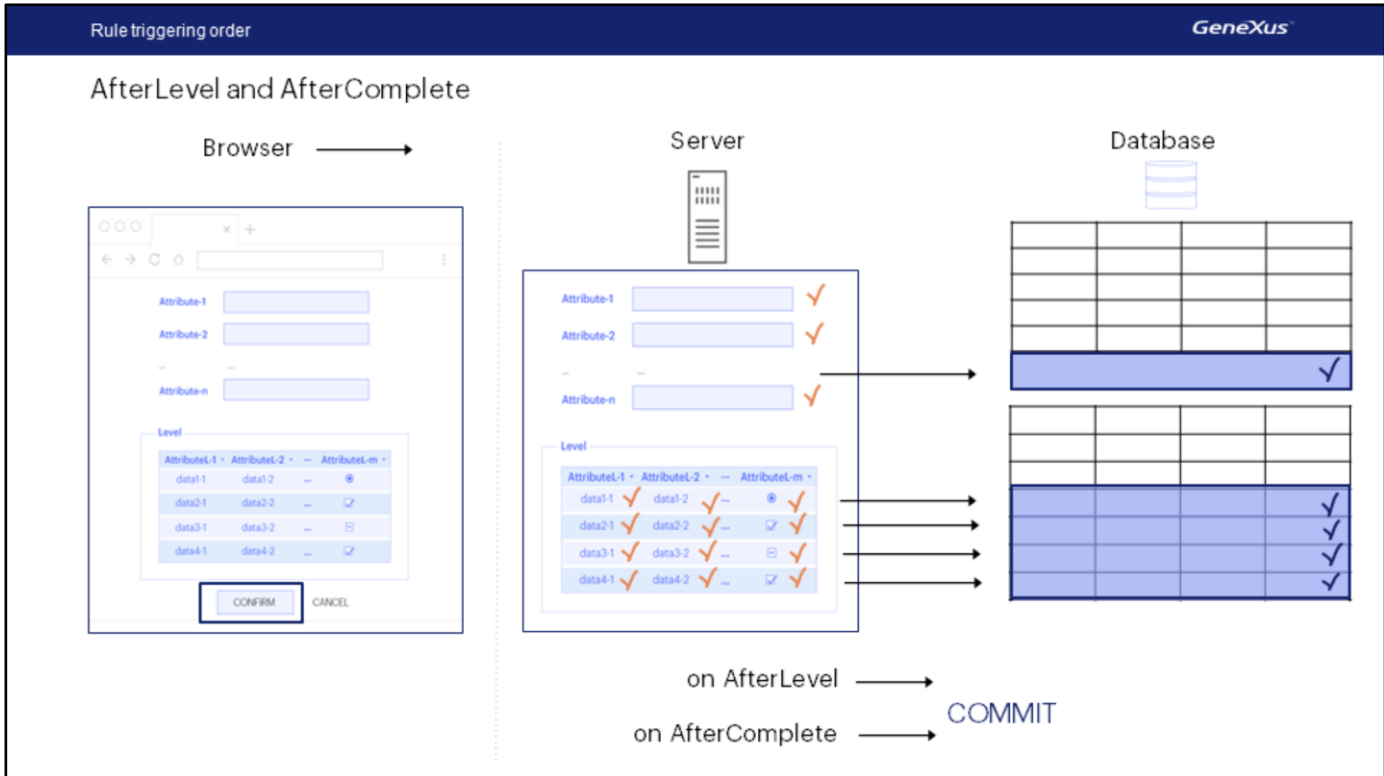 Rule triggering order
GeneXus™
AfterLevel and AfterComplete
Browser
Server
Database
Attribute-1
Attribute-2
...
...
Attribute-n
Level
AttributeL-1 AttributeL-2 ... AttributeL-m
data1-1 data1-2 ...
data2-1 data2-2 ...
data3-1 data3-2 ...
data4-1 data4-2 ...
CONFIRM CANCEL
Attribute-1
Attribute-2
...
...
Attribute-n
Level
AttributeL-1 AttributeL-2 ... AttributeL-m
data1-1 data1-2 ...
data2-1 data2-2 ...
data3-1 data3-2 ...
data4-1 data4-2 ...
on AfterLevel
COMMIT
on AfterComplete